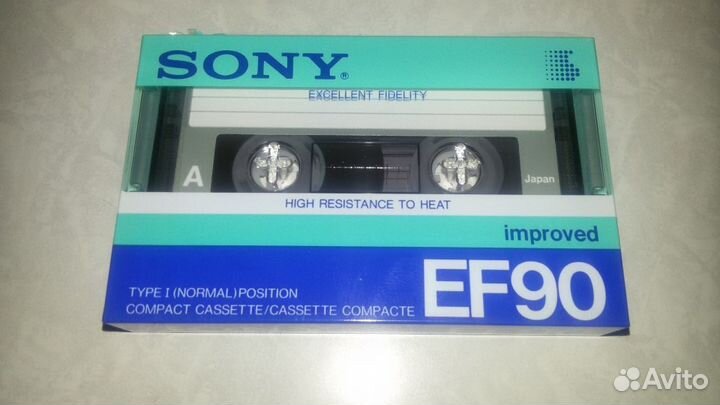 SONY®
EXCELLENT FIDELITY
A
Japan
HIGH RESISTANCE TO HEAT
improved
TYPE I (NORMAL) POSITION
COMPACT CASSETTE/CASSETTE COMPACTE
EF90
Avito